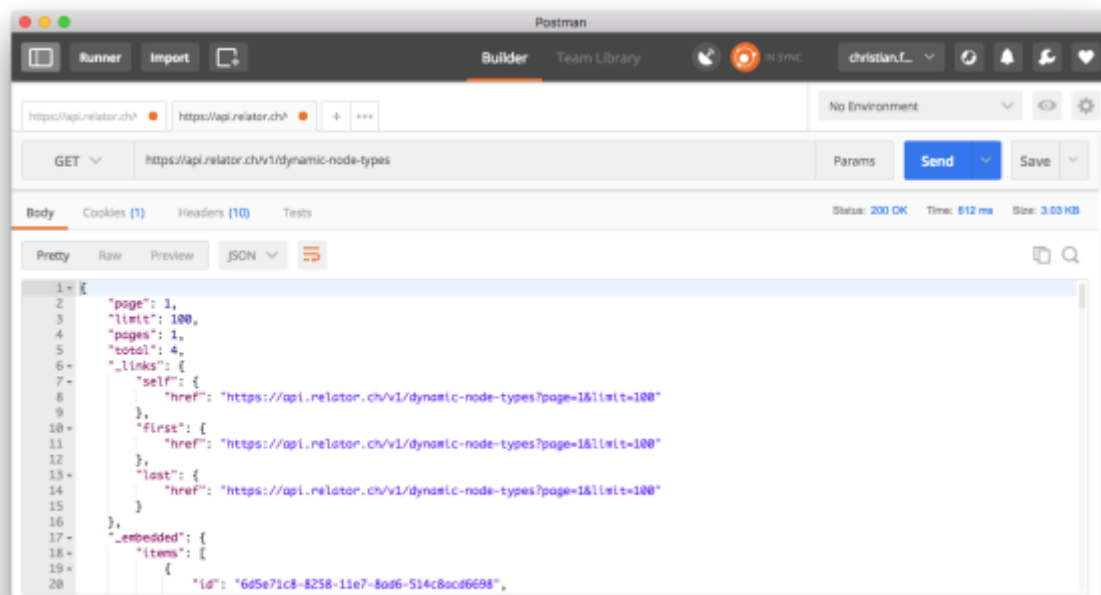 Postman
Runner Import Builder Team Library IN SYNC christian.f...
https://api.relator.ch/ https://api.relator.ch/ + ••• No Environment
GET https://api.relator.ch/v1/dynamic-node-types Params Send Save
Body Cookies (1) Headers (10) Tests Status: 200 OK Time: 612 ms Size: 3.03 KB
Pretty Raw Preview JSON
1 {
2 "page": 1,
3 "limit": 100,
4 "pages": 1,
5 "total": 4,
6 "_links": {
7 "self": {
8 "href": "https://api.relator.ch/v1/dynamic-node-types?page=1&limit=100"
9 },
10 "first": {
11 "href": "https://api.relator.ch/v1/dynamic-node-types?page=1&limit=100"
12 },
13 "last": {
14 "href": "https://api.relator.ch/v1/dynamic-node-types?page=1&limit=100"
15 }
16 },
17 "_embedded": {
18 "items": [
19 {
20 "id": "6d5e71c8-8258-11e7-8ad6-514c8acd6698",